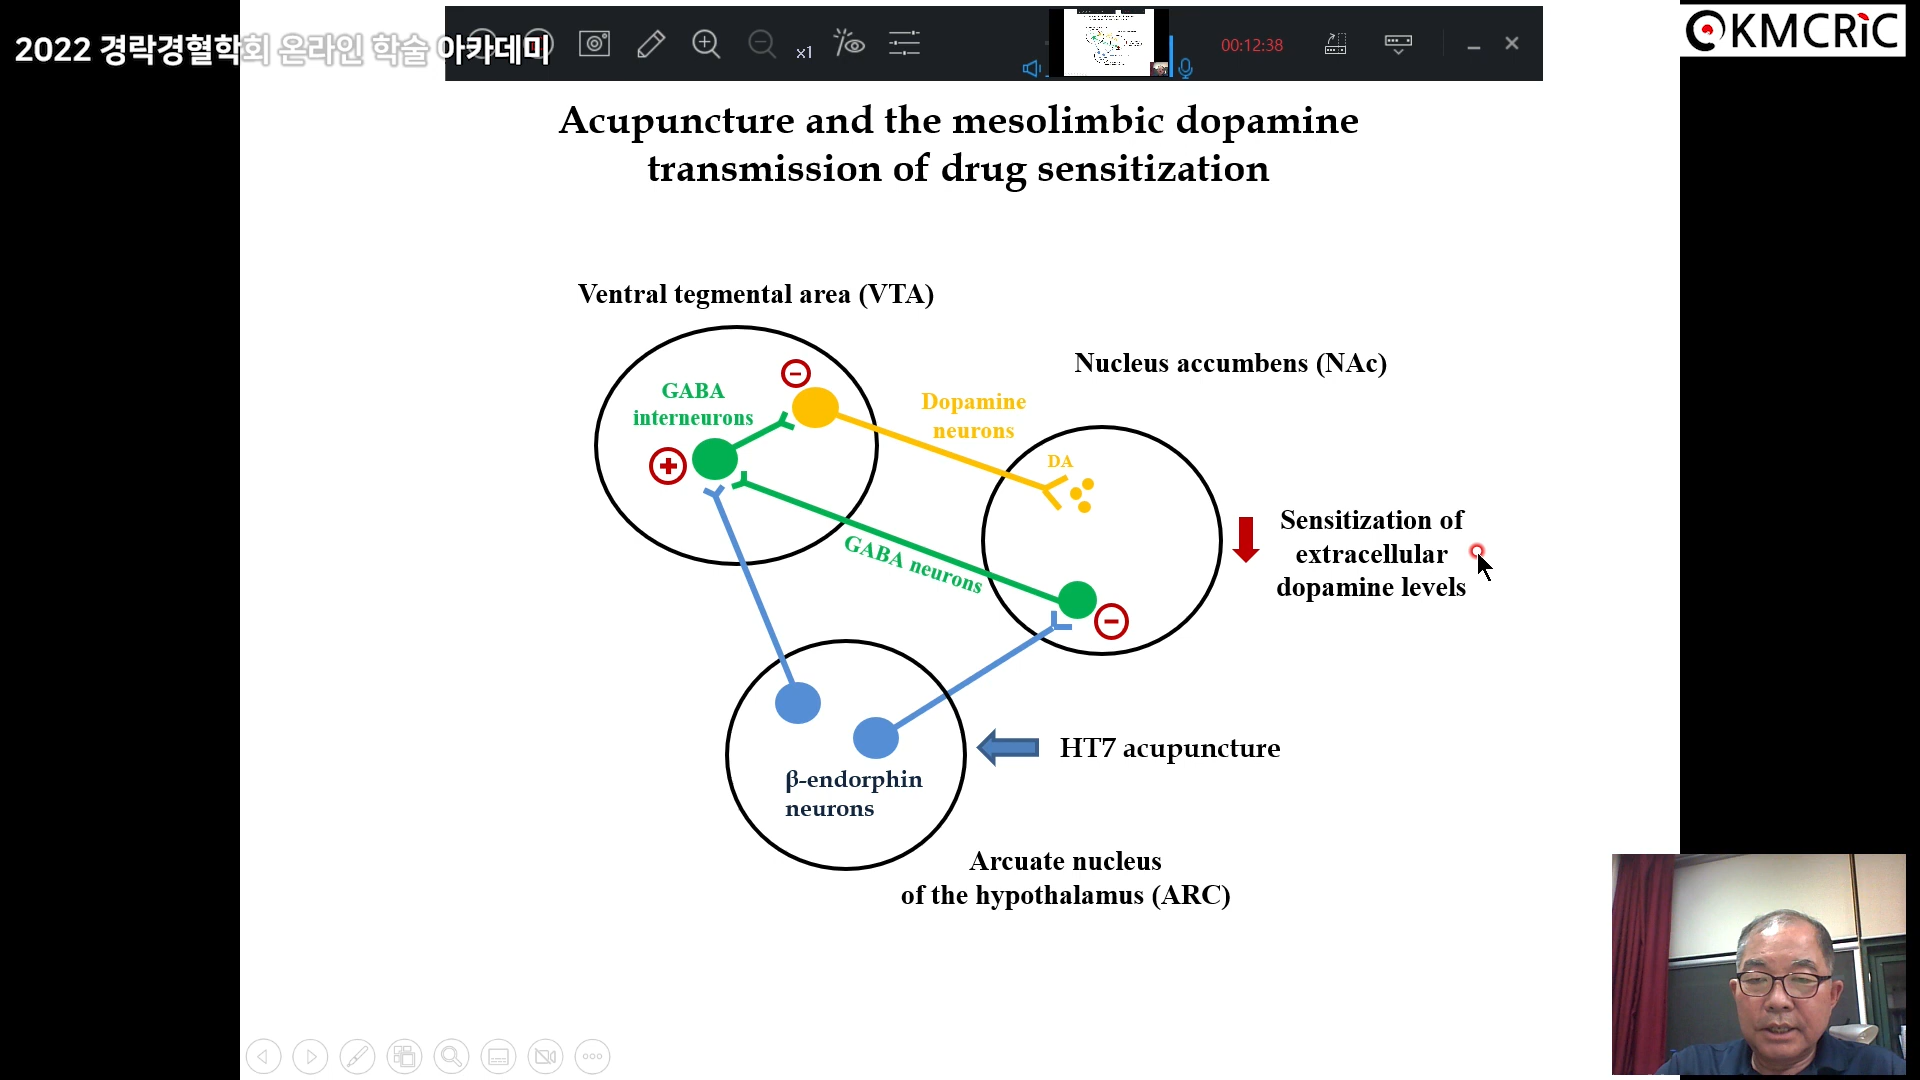 2022 경락경혈학회 온라인 학술 아카데미
x1
00:12:38
KMCRiC
Acupuncture and the mesolimbic dopamine
transmission of drug sensitization
Ventral tegmental area (VTA)
Nucleus accumbens (NAc)
GABA
interneurons
Dopamine
neurons
DA
GABA neurons
Sensitization of
extracellular
dopamine levels
HT7 acupuncture
β-endorphin
neurons
Arcuate nucleus
of the hypothalamus (ARC)